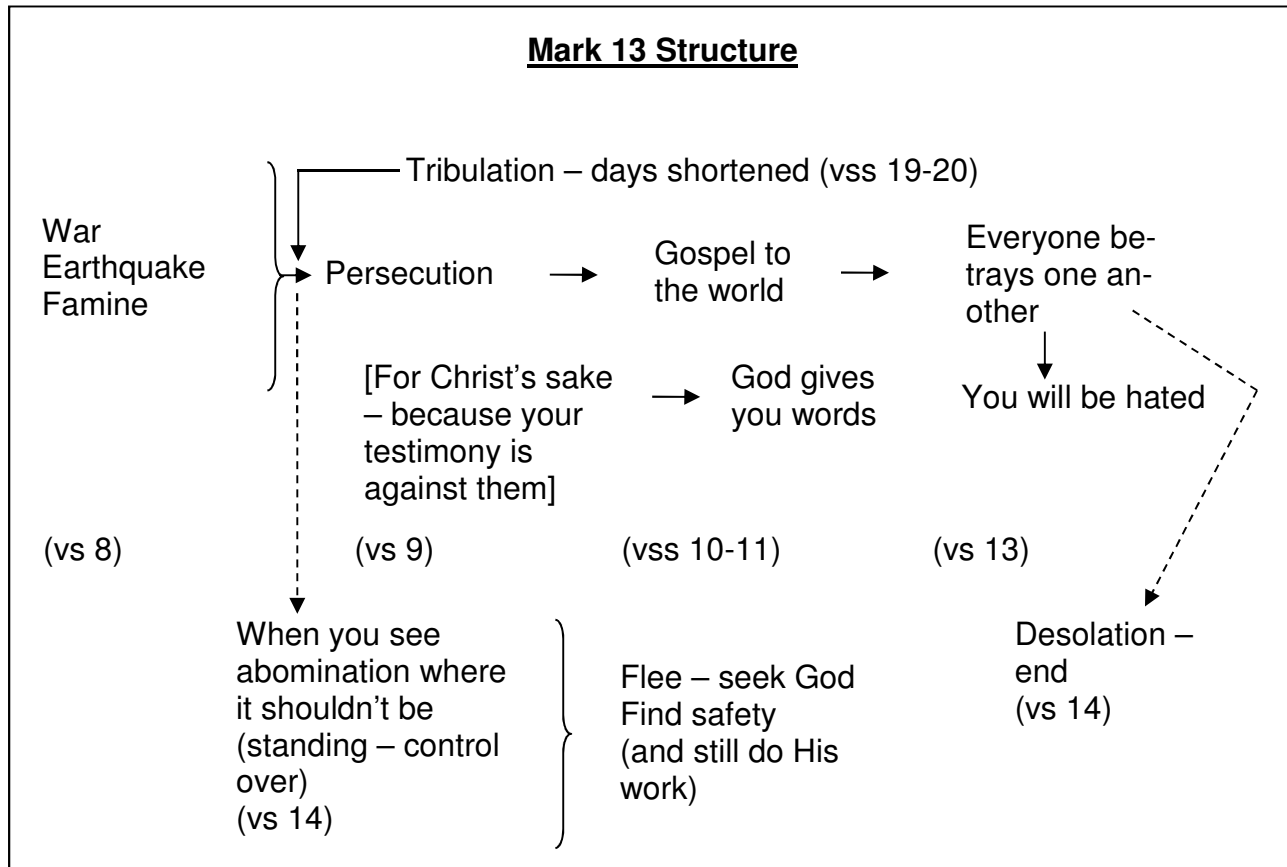 Mark 13 Structure
Tribulation – days shortened (vss 19-20)
War
Earthquake
Famine
Persecution
Gospel to
the world
Everyone be-
trays one an-
other
[For Christ’s sake
– because your
testimony is
against them]
God gives
you words
You will be hated
(vs 8)
(vs 9)
(vss 10-11)
(vs 13)
When you see
abomination where
it shouldn’t be
(standing – control
over)
(vs 14)
Flee – seek God
Find safety
(and still do His
work)
Desolation –
end
(vs 14)